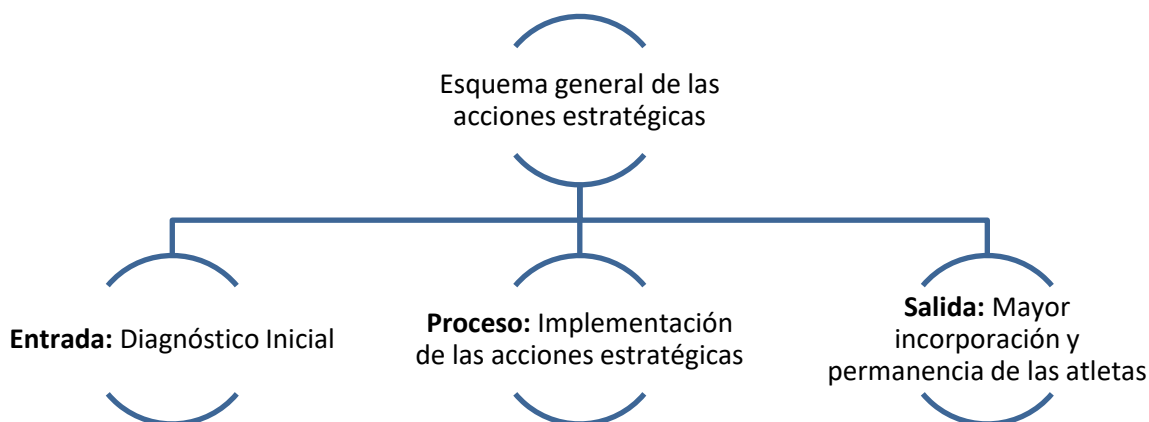 Esquema general de las
acciones estratégicas
Entrada: Diagnóstico Inicial
Proceso: Implementación
de las acciones estratégicas
Salida: Mayor
incorporación y
permanencia de las atletas